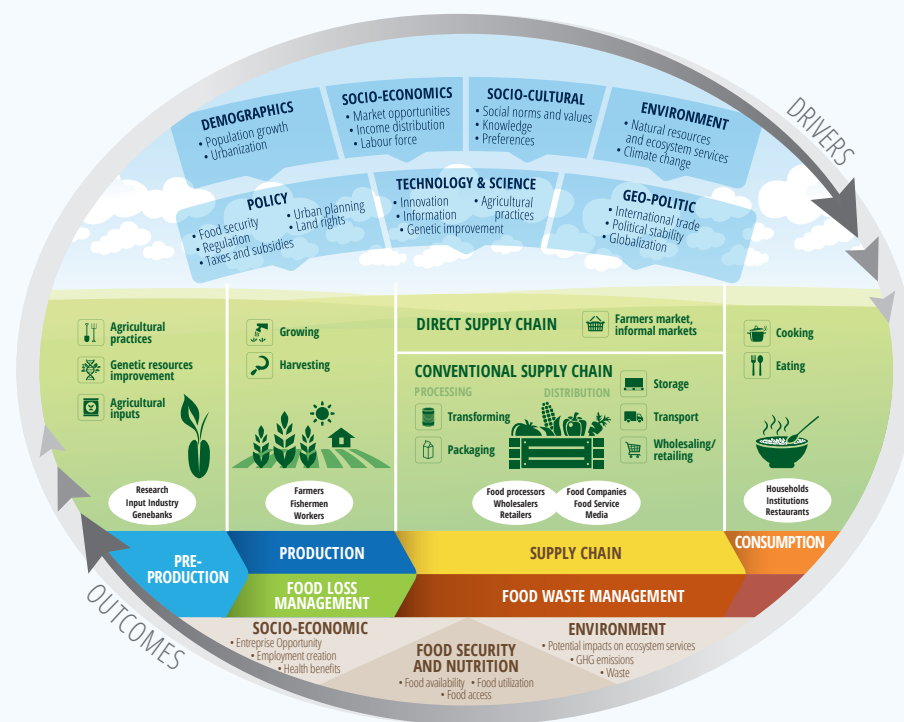 DRIVERS
DEMOGRAPHICS
• Population growth
• Urbanization
SOCIO-ECONOMICS
• Market opportunities
• Income distribution
• Labour force
SOCIO-CULTURAL
• Social norms and values
• Knowledge
• Preferences
ENVIRONMENT
• Natural resources
and ecosystem services
• Climate change
POLICY
• Food security
• Regulation
• Taxes and subsidies
• Urban planning
• Land rights
TECHNOLOGY & SCIENCE
• Innovation
• Information
• Genetic improvement
• Agricultural
practices
GEO-POLITIC
• International trade
• Political stability
• Globalization
Agricultural
practices
Genetic resources
improvement
Agricultural
inputs
Research
Input Industry
Genebanks
Growing
Harvesting
Farmers
Fishermen
Workers
DIRECT SUPPLY CHAIN
Farmers market,
informal markets
CONVENTIONAL SUPPLY CHAIN
PROCESSING
Transforming
Packaging
DISTRIBUTION
Storage
Transport
Wholesaling/
retailing
Food processors
Wholesalers
Retailers
Food Companies
Food Service
Media
Cooking
Eating
Households
Institutions
Restaurants
PRE-
PRODUCTION
PRODUCTION
SUPPLY CHAIN
CONSUMPTION
FOOD LOSS
MANAGEMENT
FOOD WASTE MANAGEMENT
OUTCOMES
SOCIO-ECONOMIC
• Entreprise Opportunity
• Employment creation
• Health benefits
FOOD SECURITY
AND NUTRITION
• Food availability • Food utilization
• Food access
ENVIRONMENT
• Potential impacts on ecosystem services
• GHG emissions
• Waste